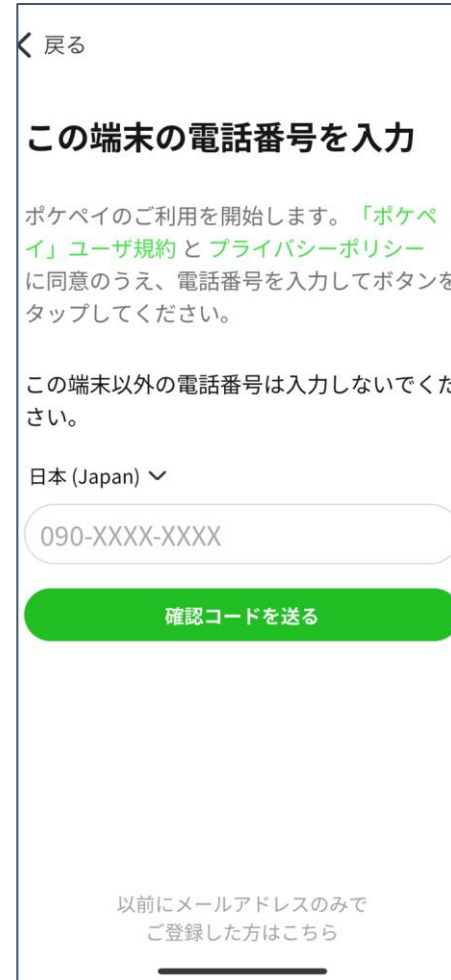 戻る
この端末の電話番号を入力
ポケペイのご利用を開始します。「ポケペ
イ」ユーザ規約 と プライバシーポリシー
に同意のうえ、電話番号を入力してボタンを
タップしてください。
この端末以外の電話番号は入力しないでくだ
さい。
日本 (Japan)
090-XXXX-XXXX
確認コードを送る
以前にメールアドレスのみで
ご登録した方はこちら